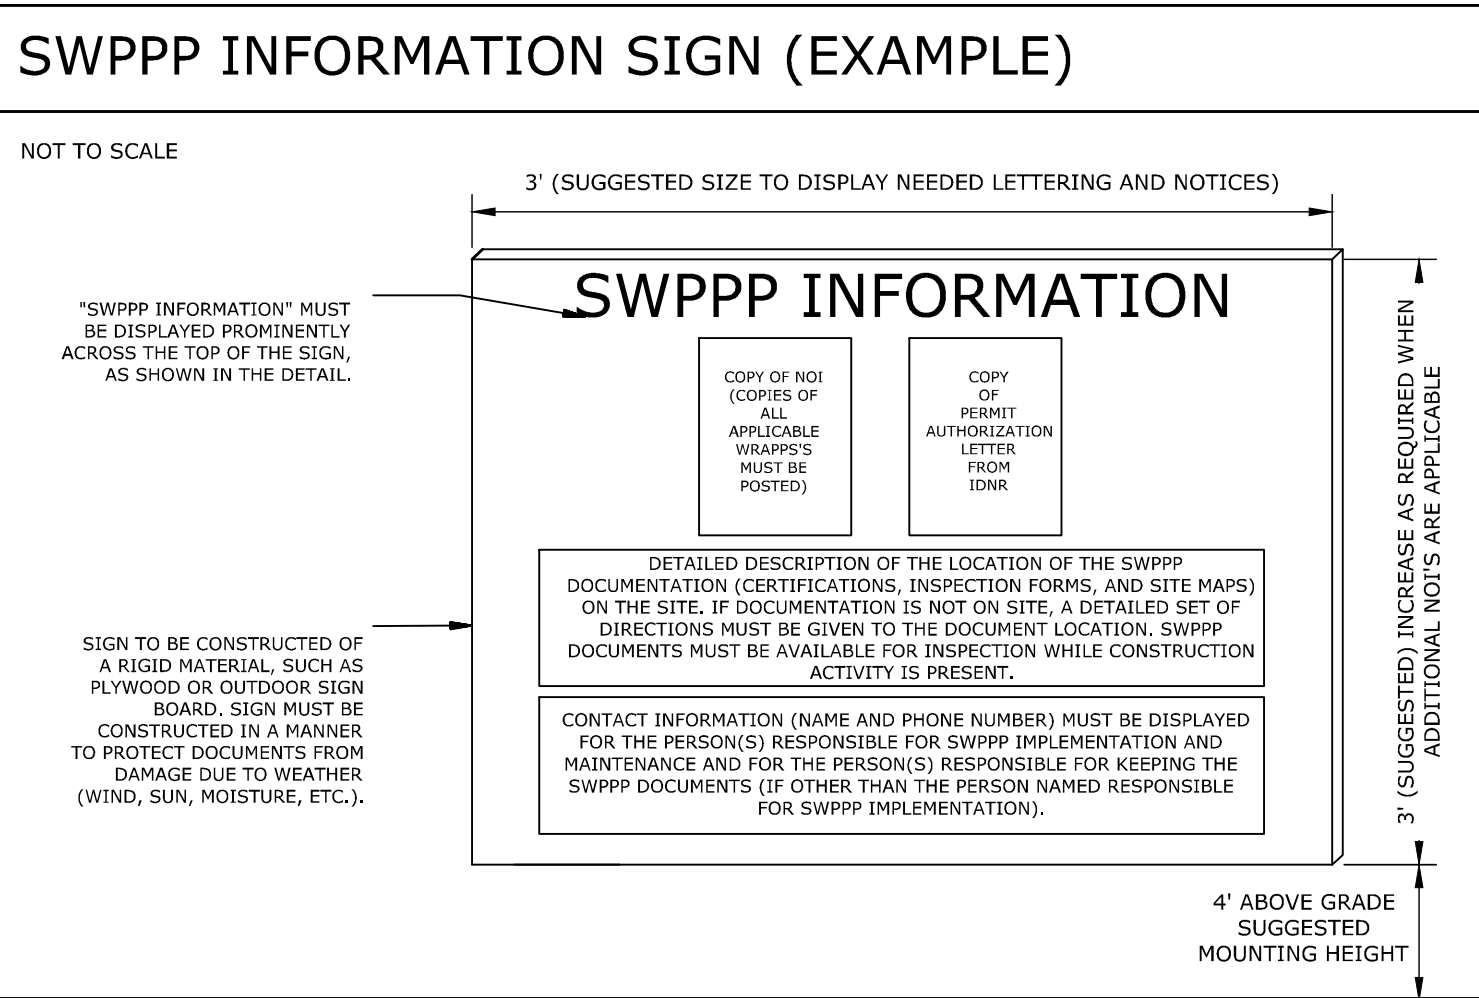 SWPPP INFORMATION SIGN (EXAMPLE)
NOT TO SCALE
3' (SUGGESTED SIZE TO DISPLAY NEEDED LETTERING AND NOTICES)
"SWPPP INFORMATION" MUST
BE DISPLAYED PROMINENTLY
ACROSS THE TOP OF THE SIGN,
AS SHOWN IN THE DETAIL.
SWPPP INFORMATION
COPY OF NOI
(COPIES OF
ALL
APPLICABLE
WRAPPS'S
MUST BE
POSTED)
COPY
OF
PERMIT
AUTHORIZATION
LETTER
FROM
IDNR
DETAILED DESCRIPTION OF THE LOCATION OF THE SWPPP
DOCUMENTATION (CERTIFICATIONS, INSPECTION FORMS, AND SITE MAPS)
ON THE SITE. IF DOCUMENTATION IS NOT ON SITE, A DETAILED SET OF
DIRECTIONS MUST BE GIVEN TO THE DOCUMENT LOCATION. SWPPP
DOCUMENTS MUST BE AVAILABLE FOR INSPECTION WHILE CONSTRUCTION
ACTIVITY IS PRESENT.
CONTACT INFORMATION (NAME AND PHONE NUMBER) MUST BE DISPLAYED
FOR THE PERSON(S) RESPONSIBLE FOR SWPPP IMPLEMENTATION AND
MAINTENANCE AND FOR THE PERSON(S) RESPONSIBLE FOR KEEPING THE
SWPPP DOCUMENTS (IF OTHER THAN THE PERSON NAMED RESPONSIBLE
FOR SWPPP IMPLEMENTATION).
SIGN TO BE CONSTRUCTED OF
A RIGID MATERIAL, SUCH AS
PLYWOOD OR OUTDOOR SIGN
BOARD. SIGN MUST BE
CONSTRUCTED IN A MANNER
TO PROTECT DOCUMENTS FROM
DAMAGE DUE TO WEATHER
(WIND, SUN, MOISTURE, ETC.).
3' (SUGGESTED) INCREASE AS REQUIRED WHEN
ADDITIONAL NOI'S ARE APPLICABLE
4' ABOVE GRADE
SUGGESTED
MOUNTING HEIGHT